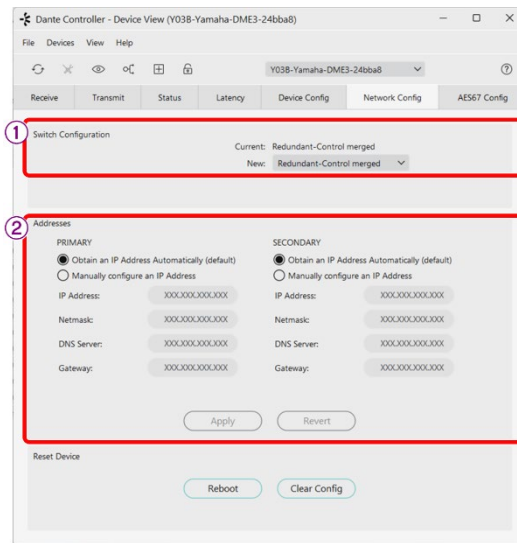 Dante Controller - Device View (Y03B-Yamaha-DME3-24bba8)
File Devices View Help
Y03B-Yamaha-DME3-24bba8
Receive Transmit Status Latency Device Config Network Config AES67 Config
1
Switch Configuration
Current: Redundant-Control merged
New: Redundant-Control merged
2
Addresses
PRIMARY SECONDARY
Obtain an IP Address Automatically (default) Obtain an IP Address Automatically (default)
Manually configure an IP Address Manually configure an IP Address
IP Address: XXX.XXX.XXX.XXX IP Address: XXX.XXX.XXX.XXX
Netmask: XXX.XXX.XXX.XXX Netmask: XXX.XXX.XXX.XXX
DNS Server: XXX.XXX.XXX.XXX DNS Server: XXX.XXX.XXX.XXX
Gateway: XXX.XXX.XXX.XXX Gateway: XXX.XXX.XXX.XXX
Apply Revert
Reset Device
Reboot Clear Config